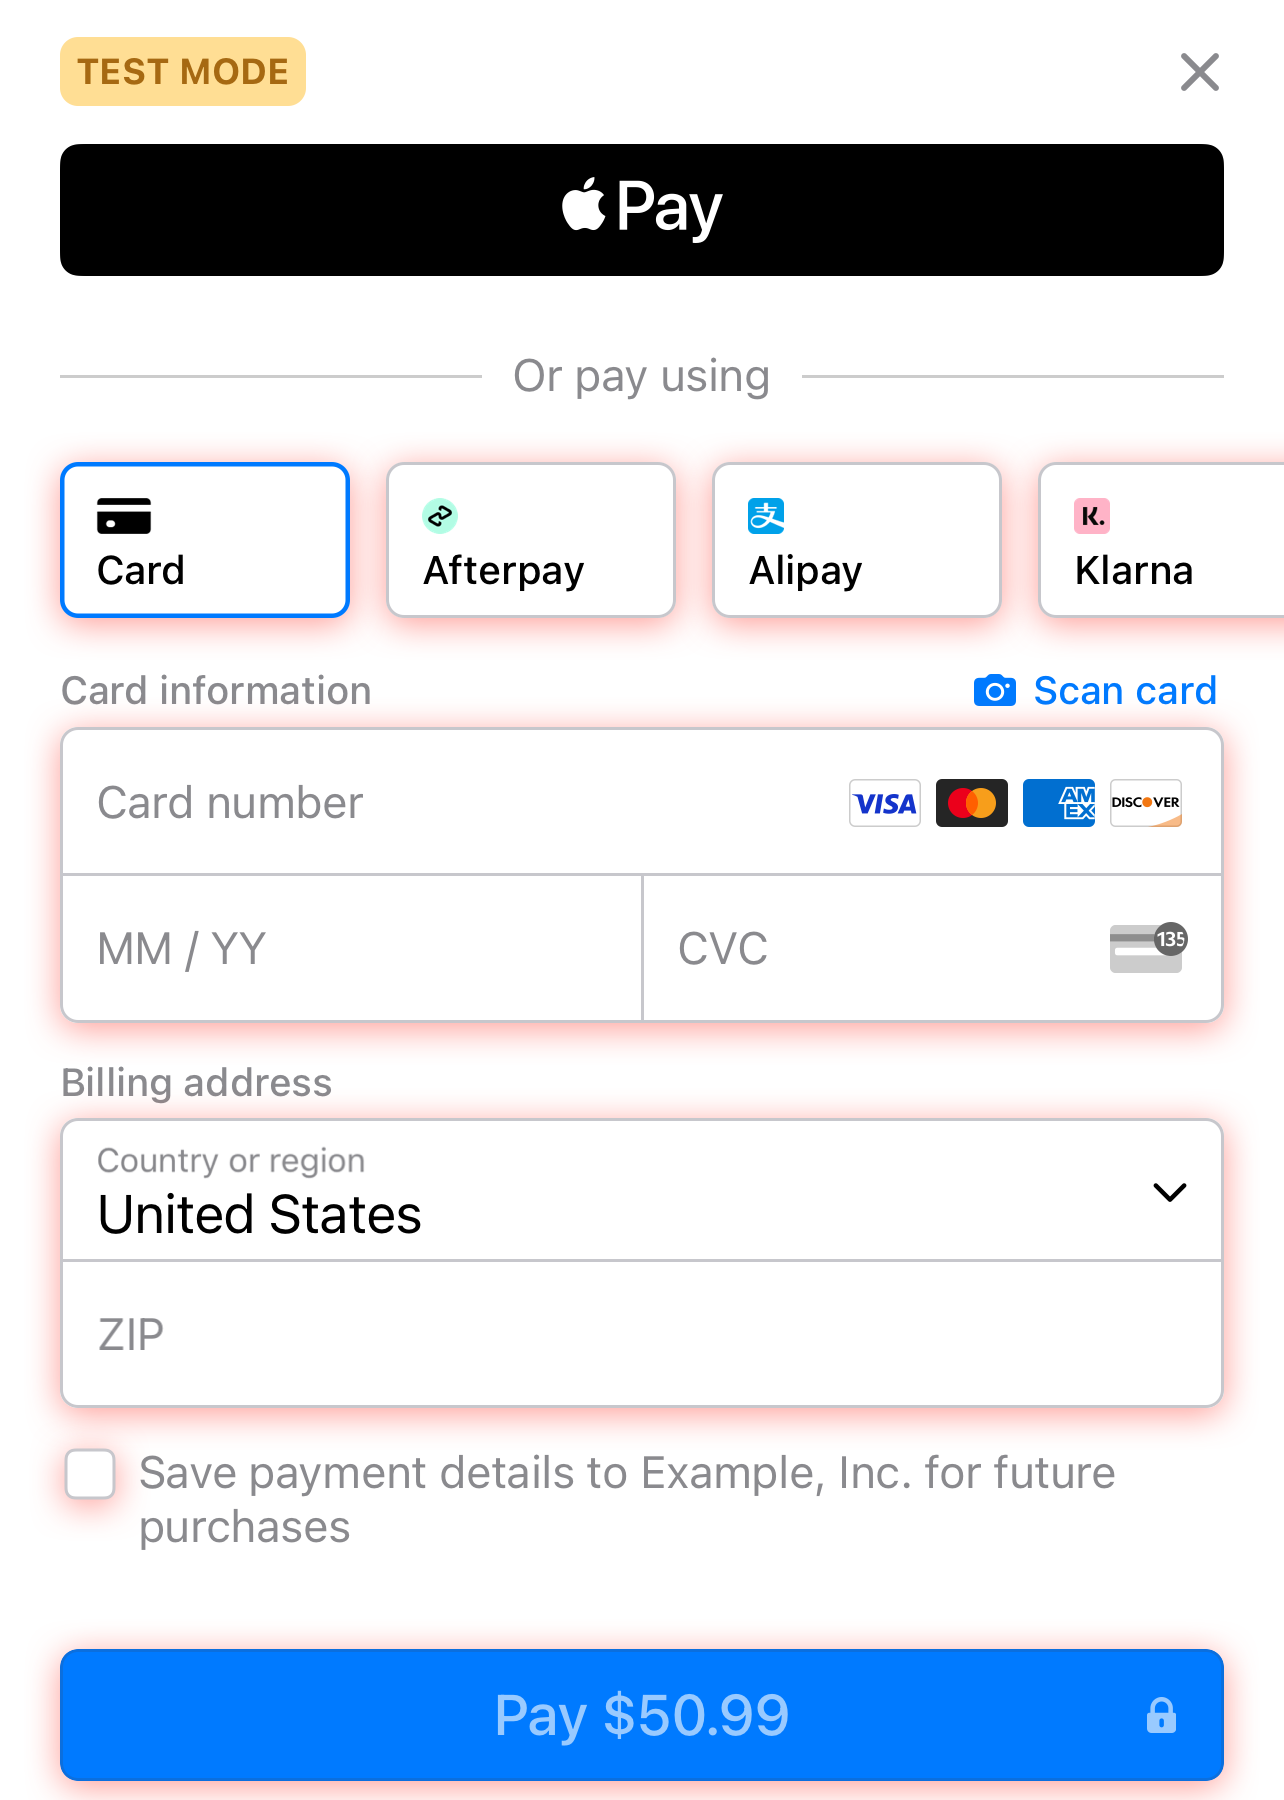 TEST MODE
Pay
Or pay using
Card
Afterpay
支
Alipay
K.
Klarna
Card information
Scan card
Card number
VISA
AM
EX
DISCOVER
MM / YY
CVC
135
Billing address
Country or region
United States
ZIP
Save payment details to Example, Inc. for future
purchases
Pay $50.99